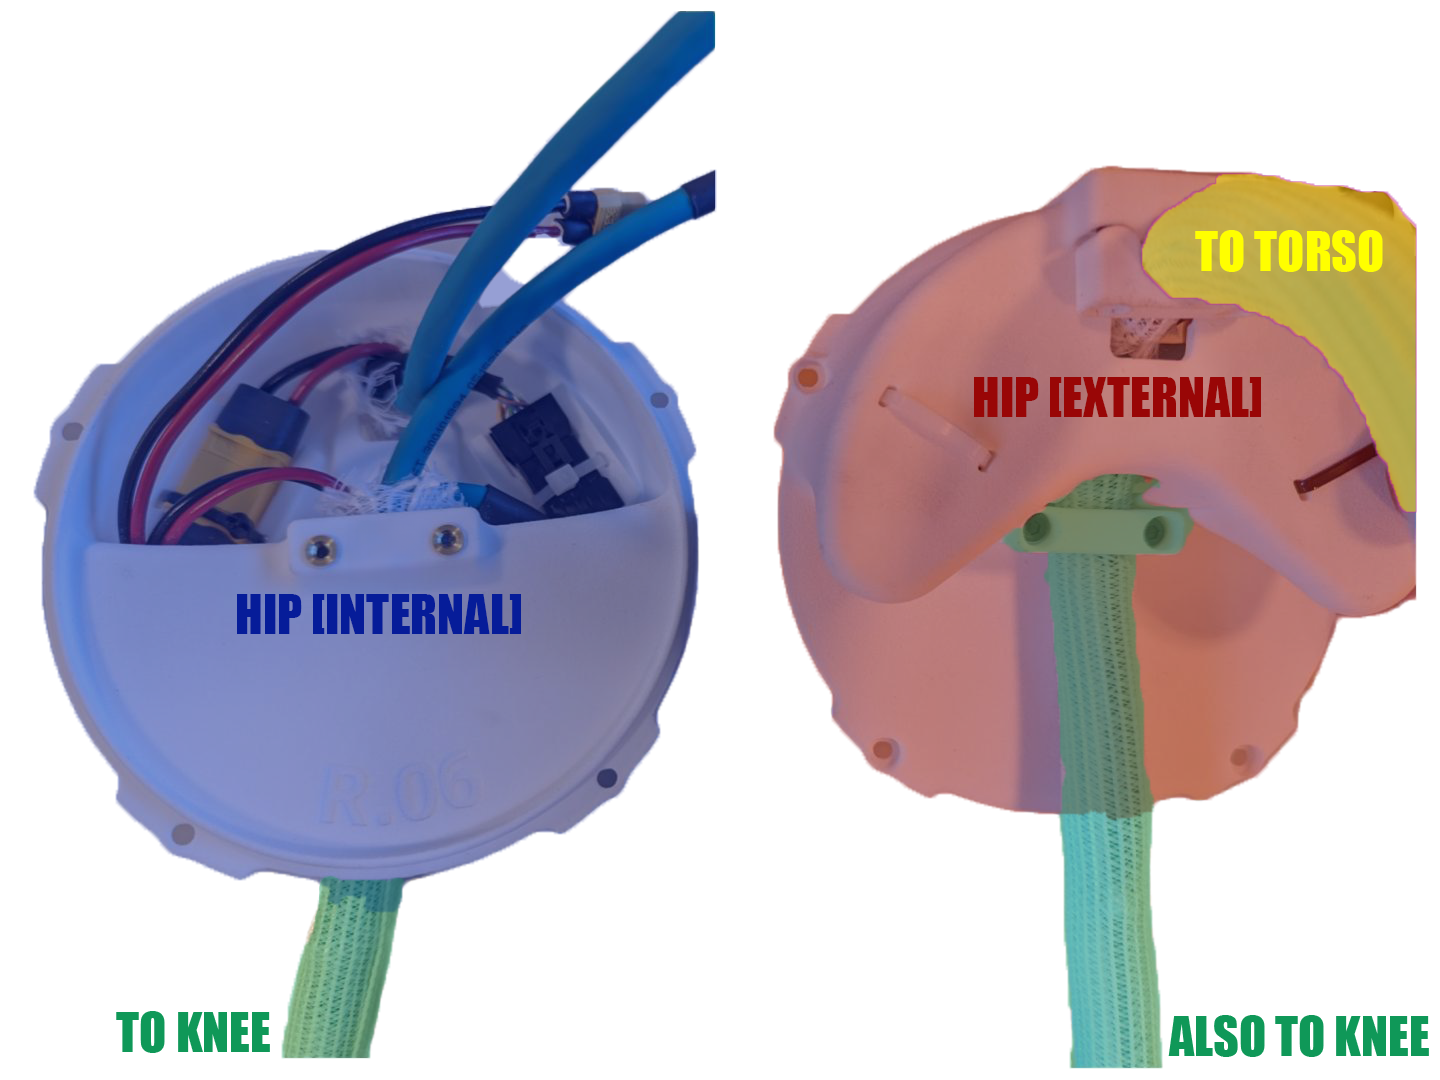 TO TORSO
HIP [EXTERNAL]
HIP [INTERNAL]
R.06
TO KNEE
ALSO TO KNEE